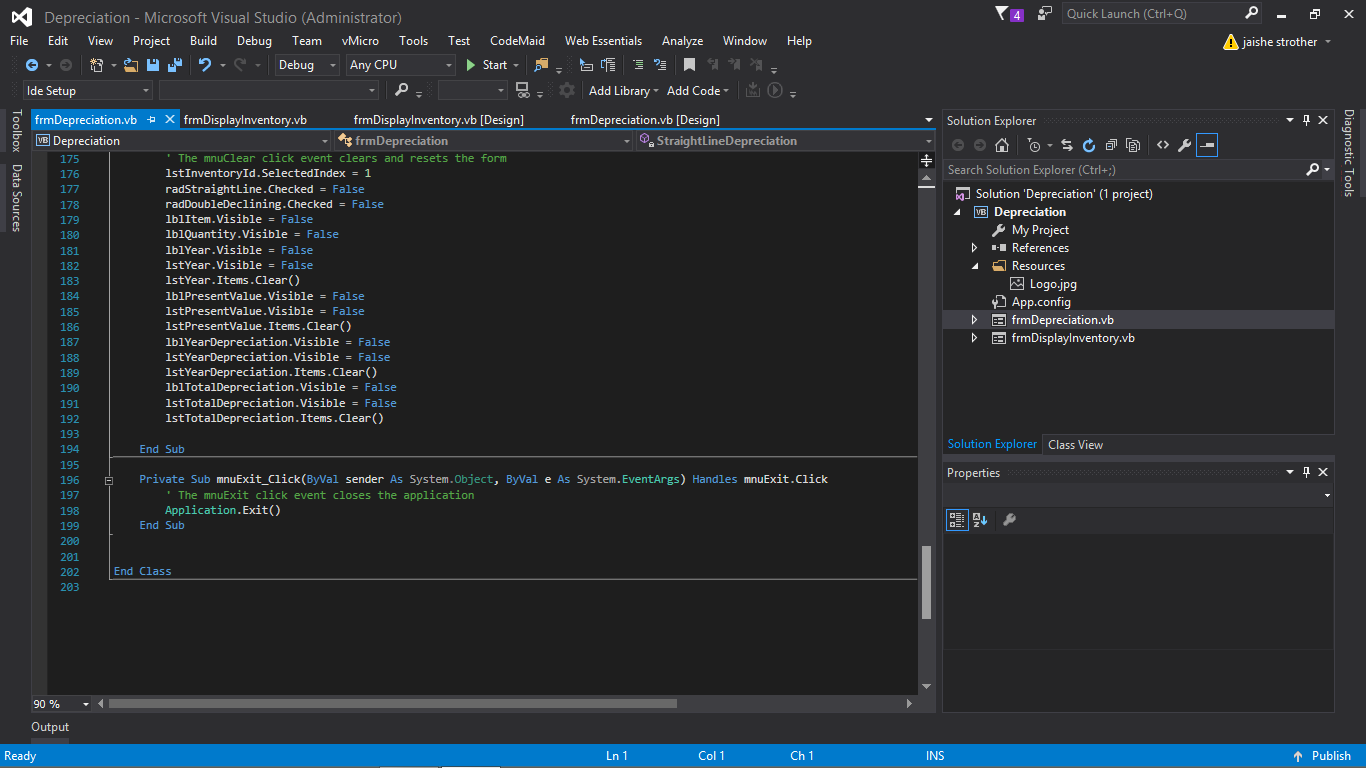 Depreciation - Microsoft Visual Studio (Administrator)
4
Quick Launch (Ctrl+Q)
File Edit View Project Build Debug Team vMicro Tools Test CodeMaid Web Essentials Analyze Window Help
jaishe strother
Debug Any CPU Start
Ide Setup Add Library Add Code
Toolbox
Data Sources
frmDepreciation.vb frmDisplayInventory.vb frmDisplayInventory.vb [Design] frmDepreciation.vb [Design]
VB Depreciation frmDepreciation StraightLineDepreciation
175 ' The mnuClear click event clears and resets the form
176 lstInventoryId.SelectedIndex = 1
177 radStraightLine.Checked = False
178 radDoubleDeclining.Checked = False
179 lblItem.Visible = False
180 lblQuantity.Visible = False
181 lblYear.Visible = False
182 lstYear.Visible = False
183 lstYear.Items.Clear()
184 lblPresentValue.Visible = False
185 lstPresentValue.Visible = False
186 lstPresentValue.Items.Clear()
187 lblYearDepreciation.Visible = False
188 lstYearDepreciation.Visible = False
189 lstYearDepreciation.Items.Clear()
190 lblTotalDepreciation.Visible = False
191 lstTotalDepreciation.Visible = False
192 lstTotalDepreciation.Items.Clear()
193
194 End Sub
195
196 Private Sub mnuExit_Click(ByVal sender As System.Object, ByVal e As System.EventArgs) Handles mnuExit.Click
197 ' The mnuExit click event closes the application
198 Application.Exit()
199 End Sub
200
201
202 End Class
203
90 %
Output
Solution Explorer
Search Solution Explorer (Ctrl+;)
Solution 'Depreciation' (1 project)
VB Depreciation
My Project
References
Resources
Logo.jpg
App.config
frmDepreciation.vb
frmDisplayInventory.vb
Solution Explorer Class View
Properties
Diagnostic Tools
Ready Ln 1 Col 1 Ch 1 INS Publish